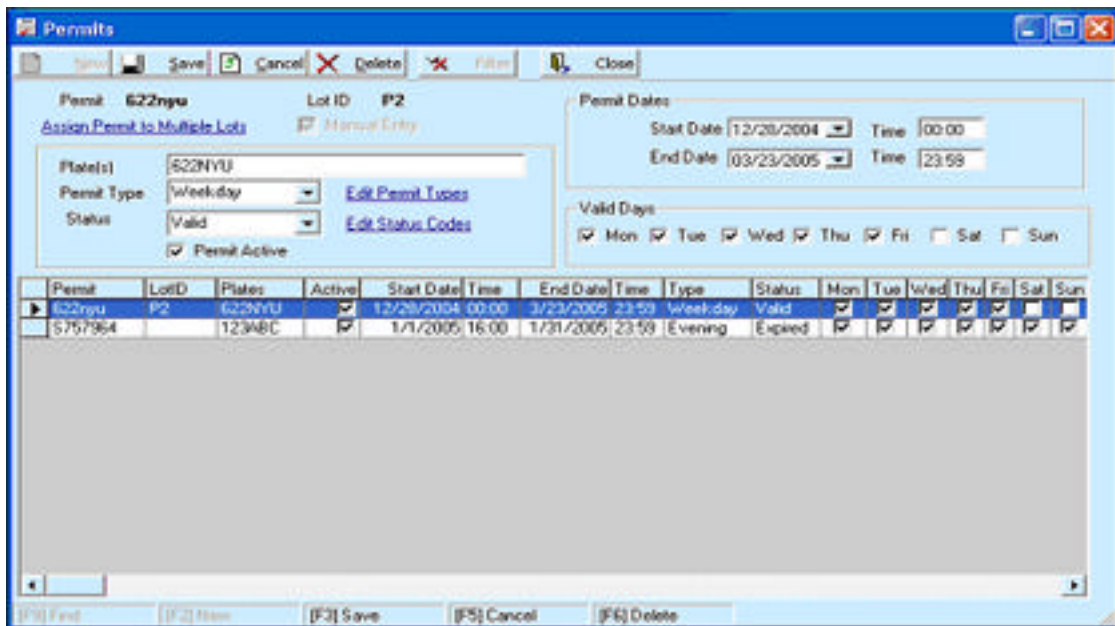 Permits
New Save Cancel Delete Filter Close
Permit 622nyu Lot ID P2
Assign Permit to Multiple Lots Manual Entry
Plate(s) 622NYU
Permit Type Weekday Edit Permit Types
Status Valid Edit Status Codes
Permit Active
Permit Dates
Start Date 12/28/2004 Time 00:00
End Date 03/23/2005 Time 23:59
Valid Days
Mon Tue Wed Thu Fri Sat Sun
Permit LotID Plates Active Start Date Time End Date Time Type Status Mon Tue Wed Thu Fri Sat Sun
622nyu P2 622NYU 12/28/2004 00:00 3/23/2005 23:59 Weekday Valid
S757964 123ABC 1/1/2005 16:00 1/31/2005 23:59 Evening Expired
[F9] Find [F2] New [F3] Save [F5] Cancel [F6] Delete